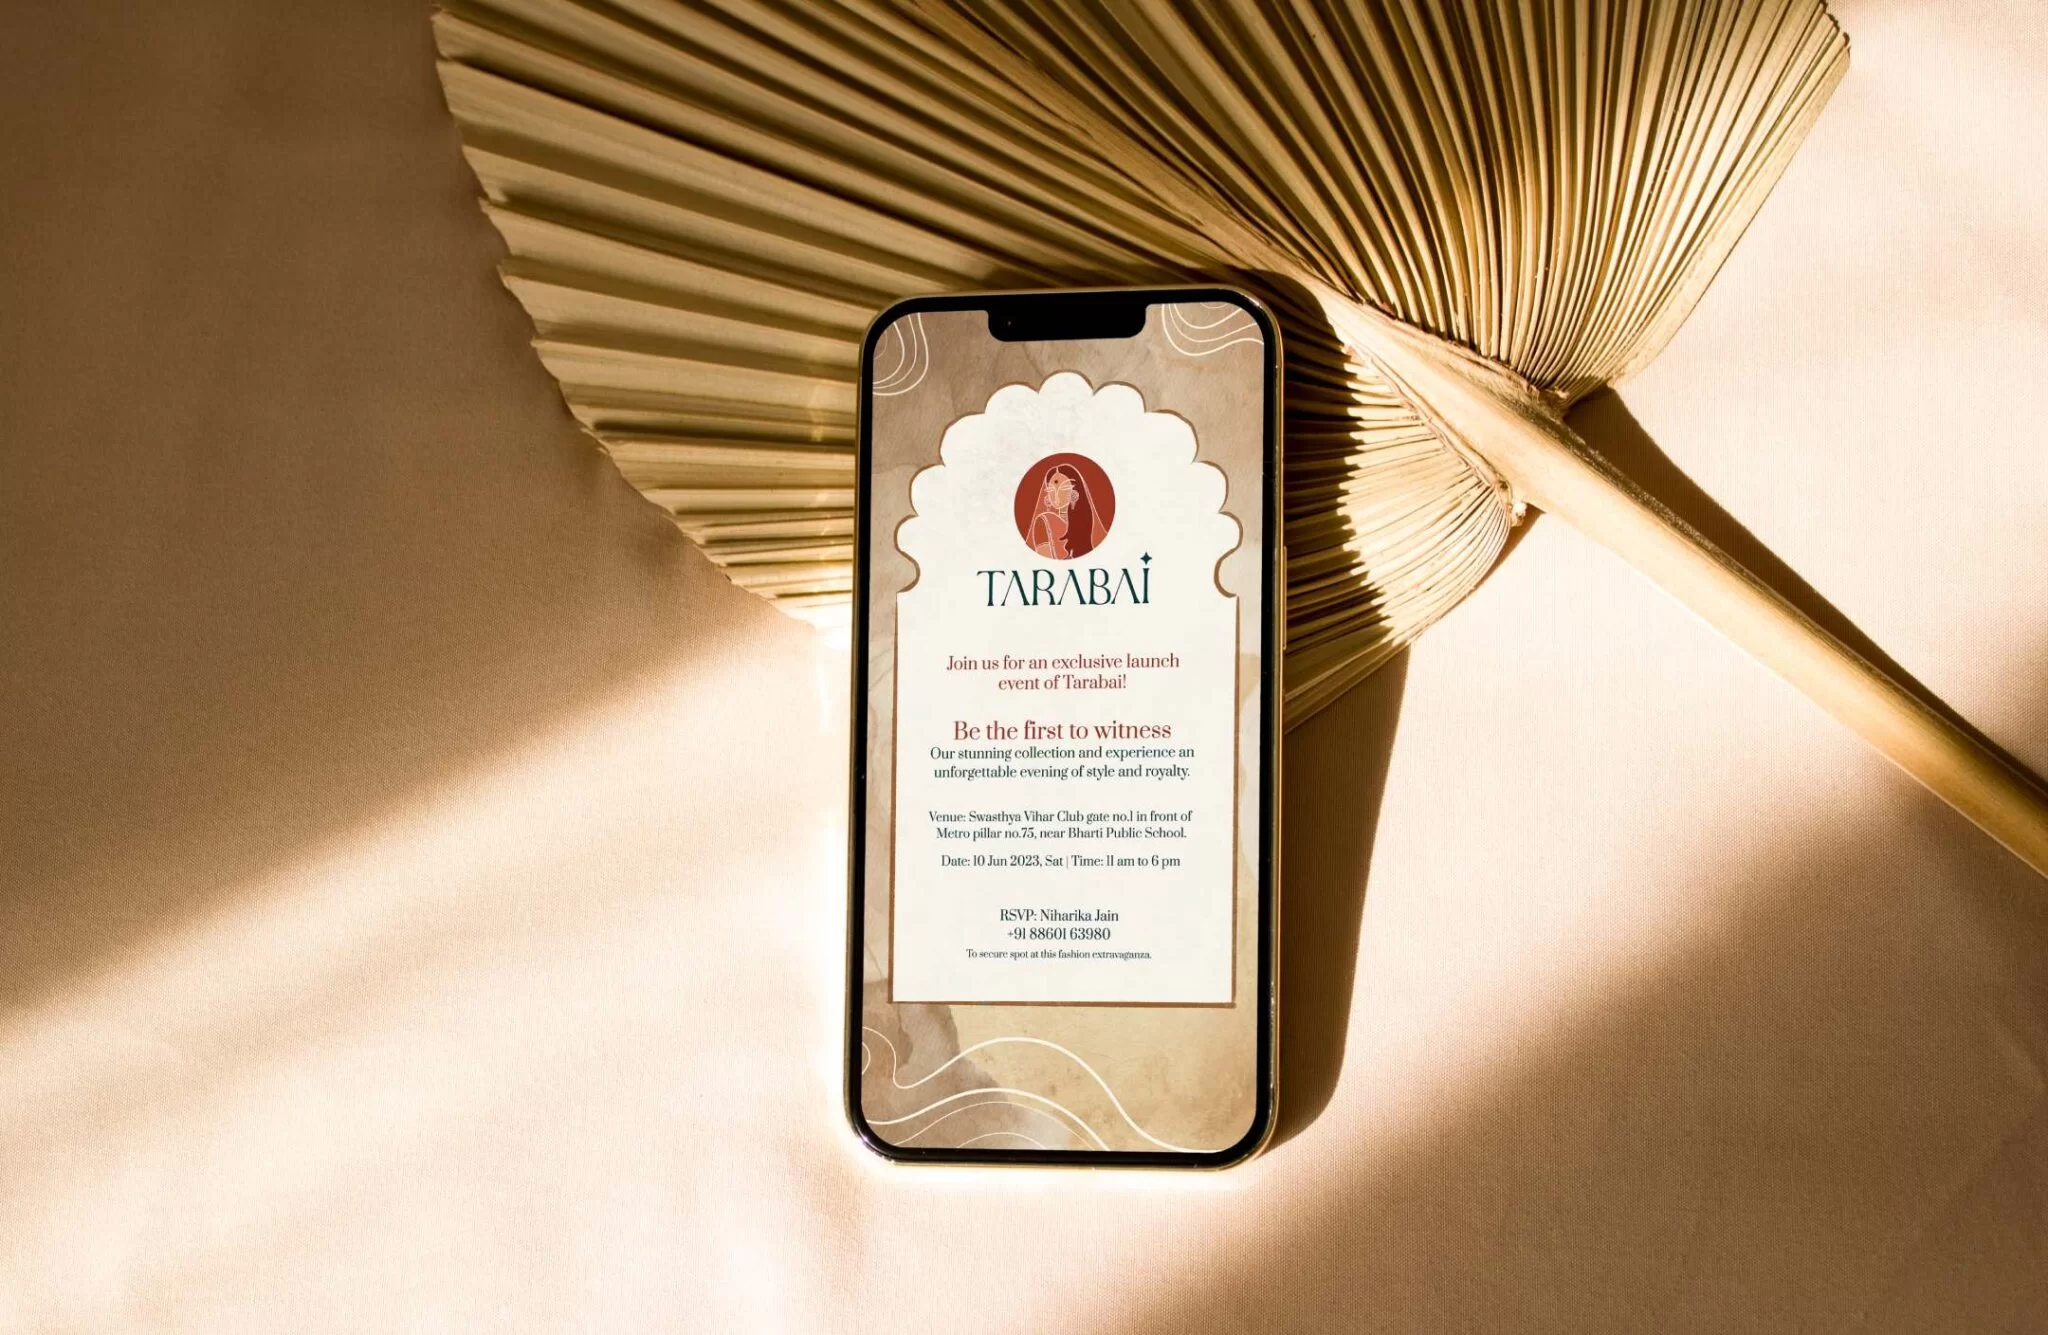 TARABAI
Join us for an exclusive launch
event of Tarabai!
Be the first to witness
Our stunning collection and experience an
unforgettable evening of style and royalty.
Venue: Swasthya Vihar Club gate no.1 in front of
Metro pillar no.75, near Bharti Public School.
Date: 10 Jun 2023, Sat | Time: 11 am to 6 pm
RSVP: Niharika Jain
+91 88601 63980
To secure spot at this fashion extravaganza.